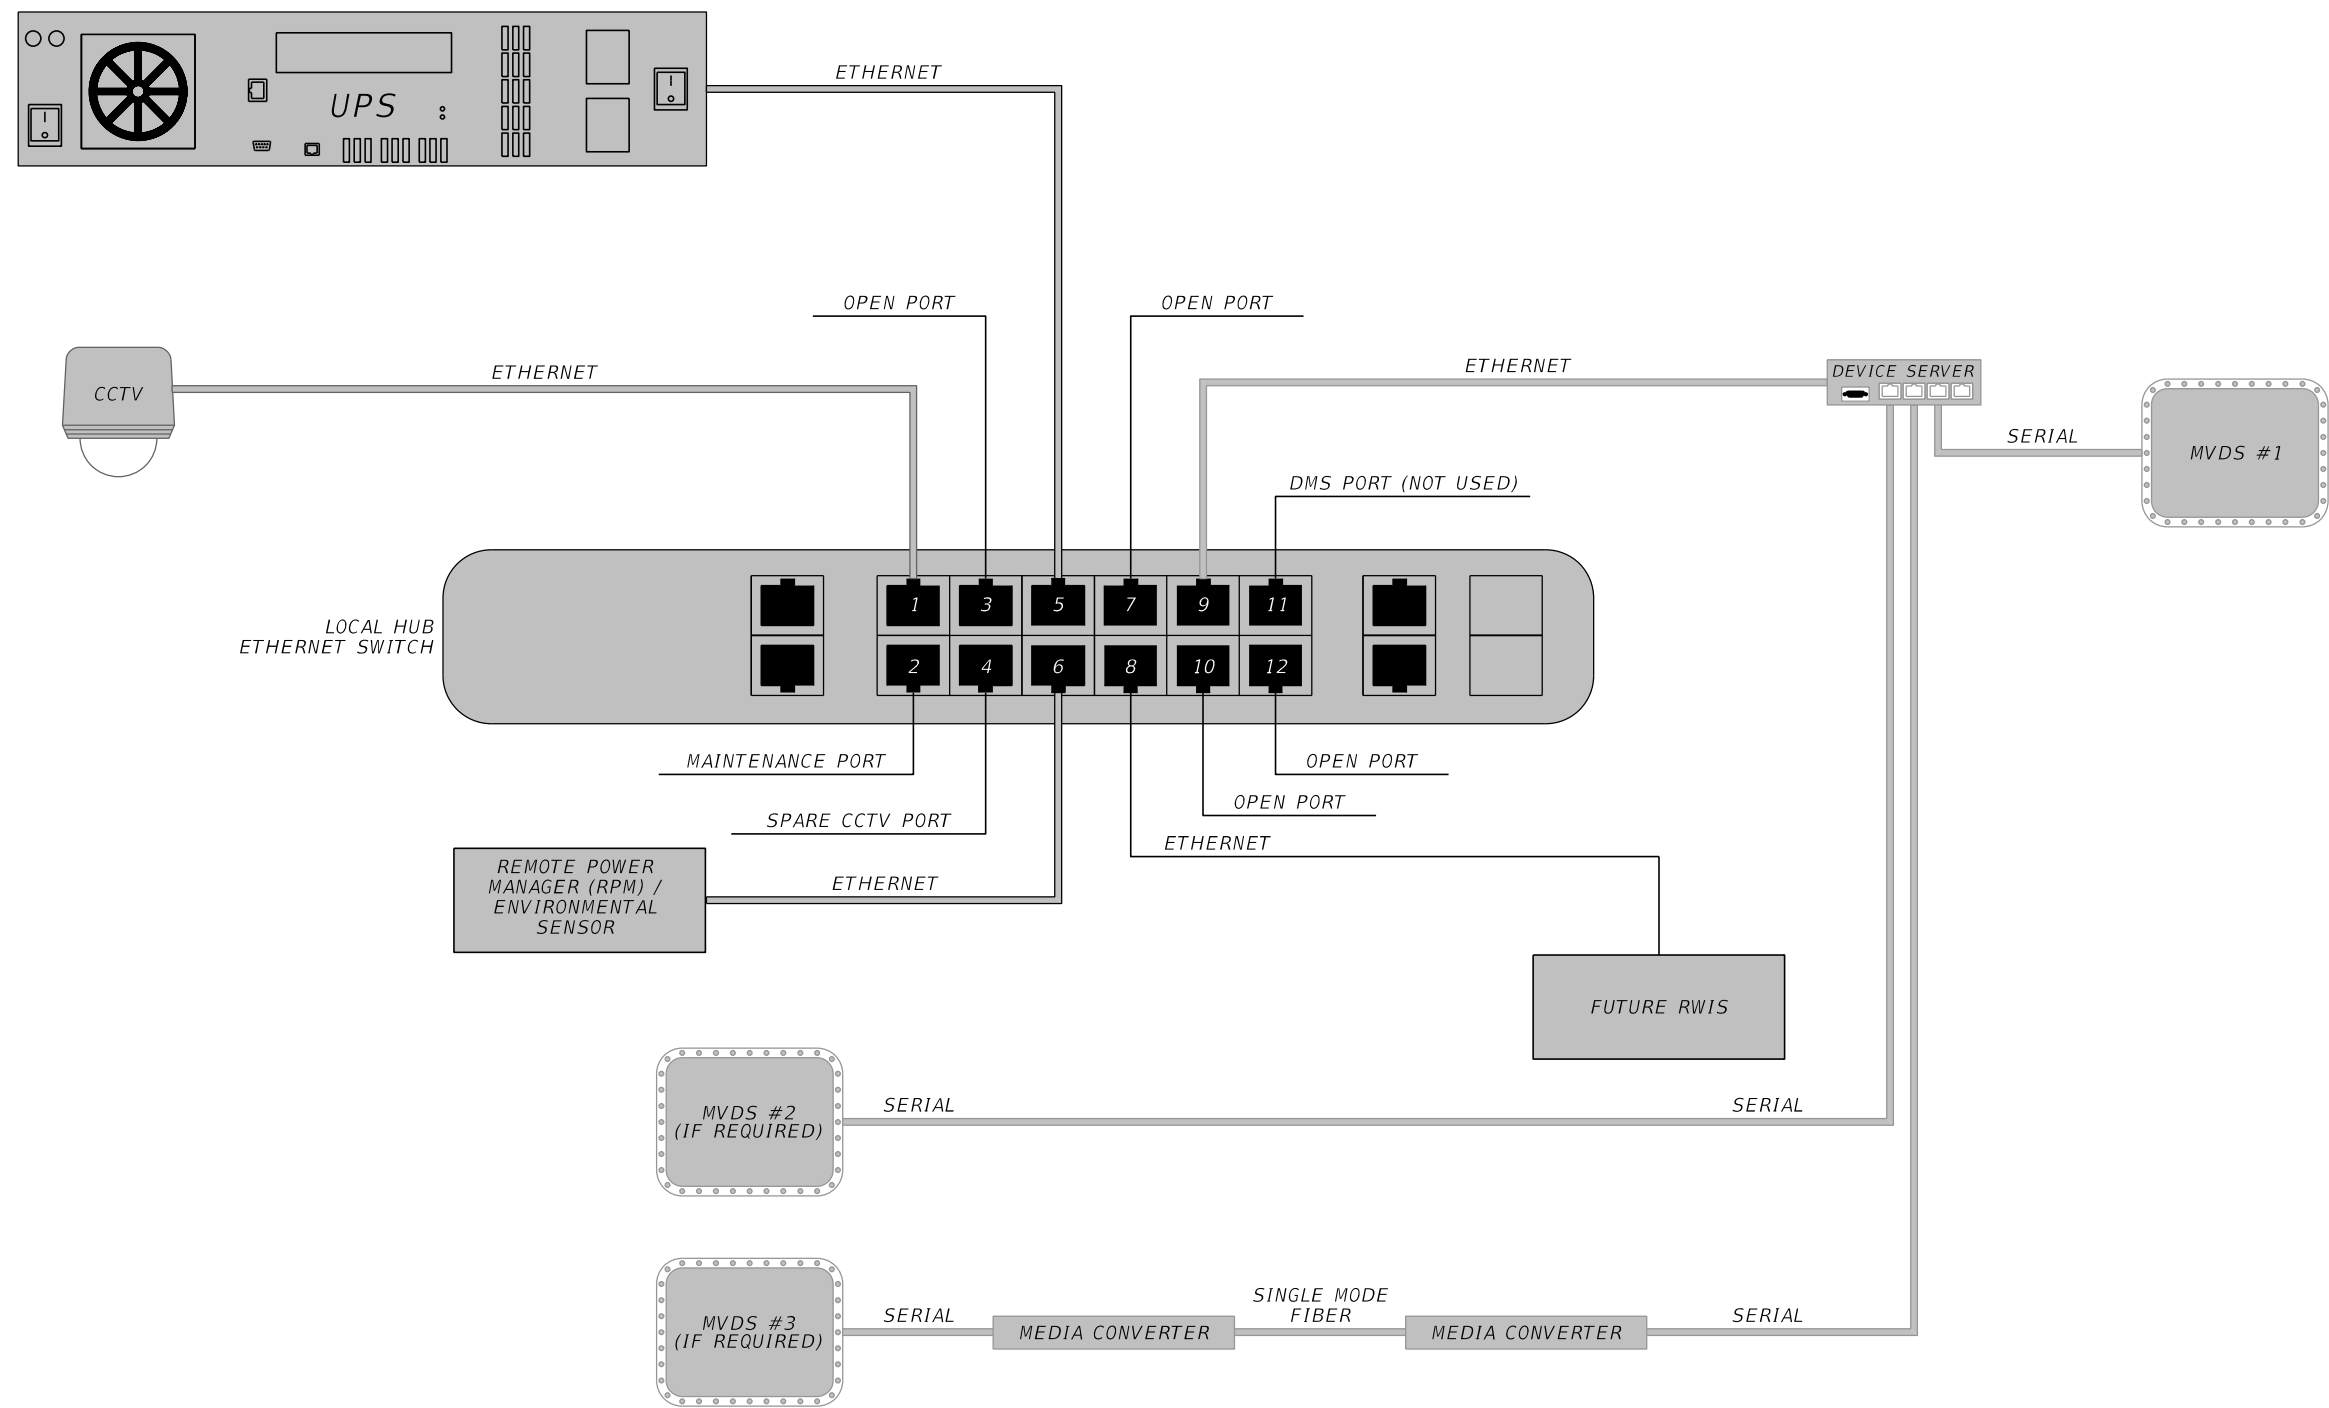 ETHERNET
UPS
OPEN PORT
OPEN PORT
ETHERNET
ETHERNET
DEVICE SERVER
CCTV
SERIAL
MVDS #1
DMS PORT (NOT USED)
1
3
5
7
9
11
LOCAL HUB
ETHERNET SWITCH
2
4
6
8
10
12
MAINTENANCE PORT
OPEN PORT
OPEN PORT
SPARE CCTV PORT
ETHERNET
REMOTE POWER
MANAGER (RPM) /
ENVIRONMENTAL
SENSOR
ETHERNET
FUTURE RWIS
MVDS #2
(IF REQUIRED)
SERIAL
SERIAL
MVDS #3
(IF REQUIRED)
SERIAL
MEDIA CONVERTER
SINGLE MODE
FIBER
MEDIA CONVERTER
SERIAL